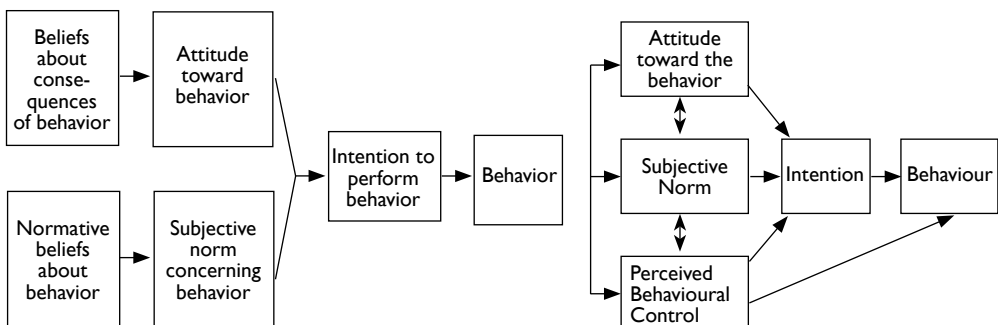 Beliefs
about
conse-
quences
of behavior
Attitude
toward
behavior
Normative
beliefs
about
behavior
Subjective
norm
concerning
behavior
Intention to
perform
behavior
Behavior
Attitude
toward the
behavior
Subjective
Norm
Perceived
Behavioural
Control
Intention
Behaviour